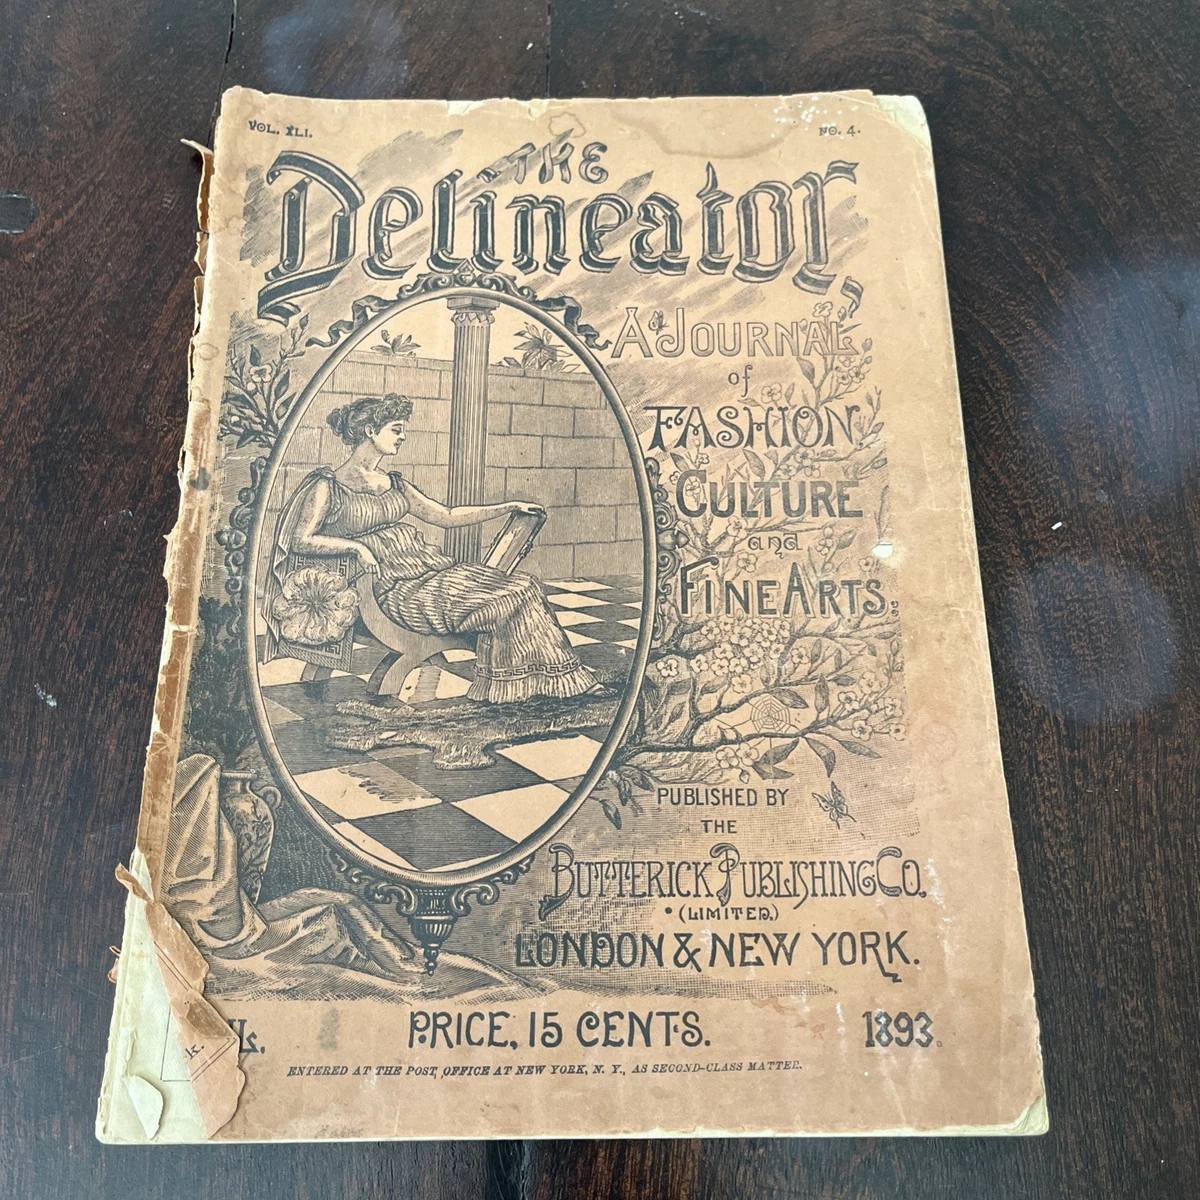 VOL. XLI.
NO. 4.
THE
Delineator,
A JOURNAL
of
FASHION
CULTURE
and
FINE ARTS.
PUBLISHED BY
THE
BUTTERICK PUBLISHING CO.
(LIMITED.)
LONDON & NEW YORK.
PRICE, 15 CENTS.
1893.
ENTERED AT THE POST OFFICE AT NEW YORK, N. Y., AS SECOND-CLASS MATTER.